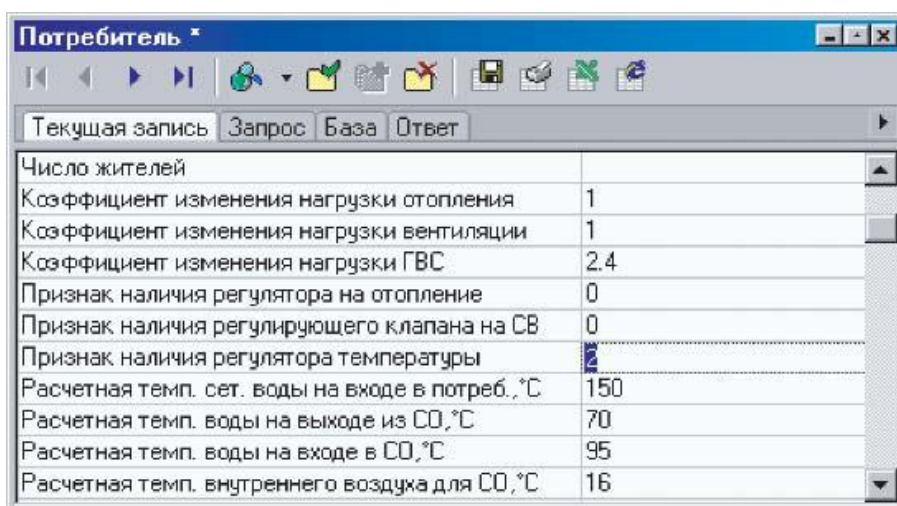 Потребитель *
Текущая запись Запрос База Ответ
Число жителей
Коэффициент изменения нагрузки отопления 1
Коэффициент изменения нагрузки вентиляции 1
Коэффициент изменения нагрузки ГВС 2.4
Признак наличия регулятора на отопление 0
Признак наличия регулирующего клапана на СВ 0
Признак наличия регулятора температуры 2
Расчетная темп. сет. воды на входе в потреб.,°C 150
Расчетная темп. воды на выходе из СО,°C 70
Расчетная темп. воды на входе в СО,°C 95
Расчетная темп. внутреннего воздуха для СО,°C 16